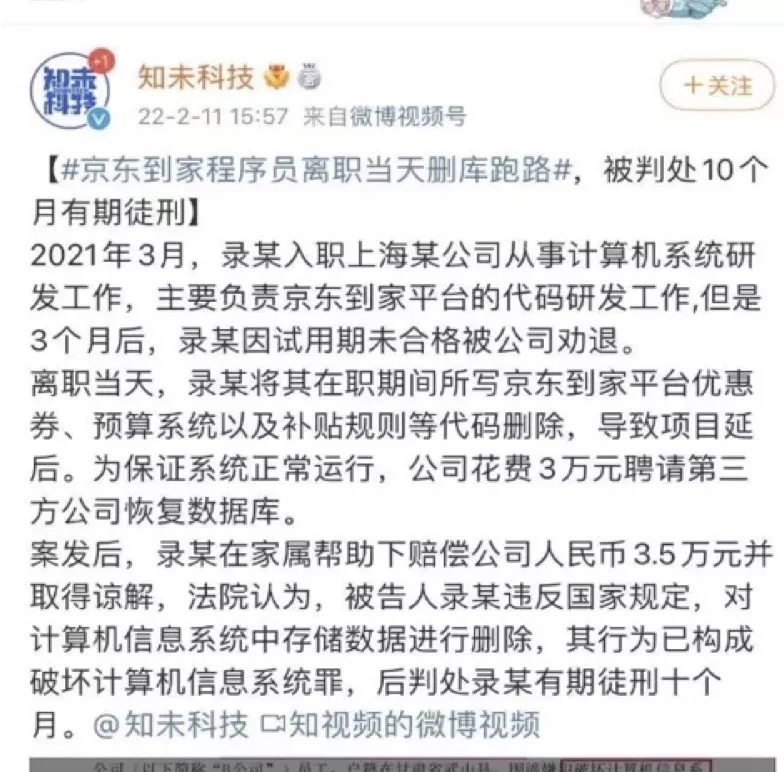 知未科技
+1
知未科技
+关注
22-2-11 15:57 来自微博视频号
【#京东到家程序员离职当天删库跑路#，被判处10个
月有期徒刑】
2021年3月，录某入职上海某公司从事计算机系统研
发工作，主要负责京东到家平台的代码研发工作,但是
3个月后，录某因试用期未合格被公司劝退。
离职当天，录某将其在职期间所写京东到家平台优惠
券、预算系统以及补贴规则等代码删除，导致项目延
后。为保证系统正常运行，公司花费3万元聘请第三
方公司恢复数据库。
案发后，录某在家属帮助下赔偿公司人民币3.5万元并
取得谅解，法院认为，被告人录某违反国家规定，对
计算机信息系统中存储数据进行删除，其行为已构成
破坏计算机信息系统罪，后判处录某有期徒刑十个
月。@知未科技 知视频的微博视频